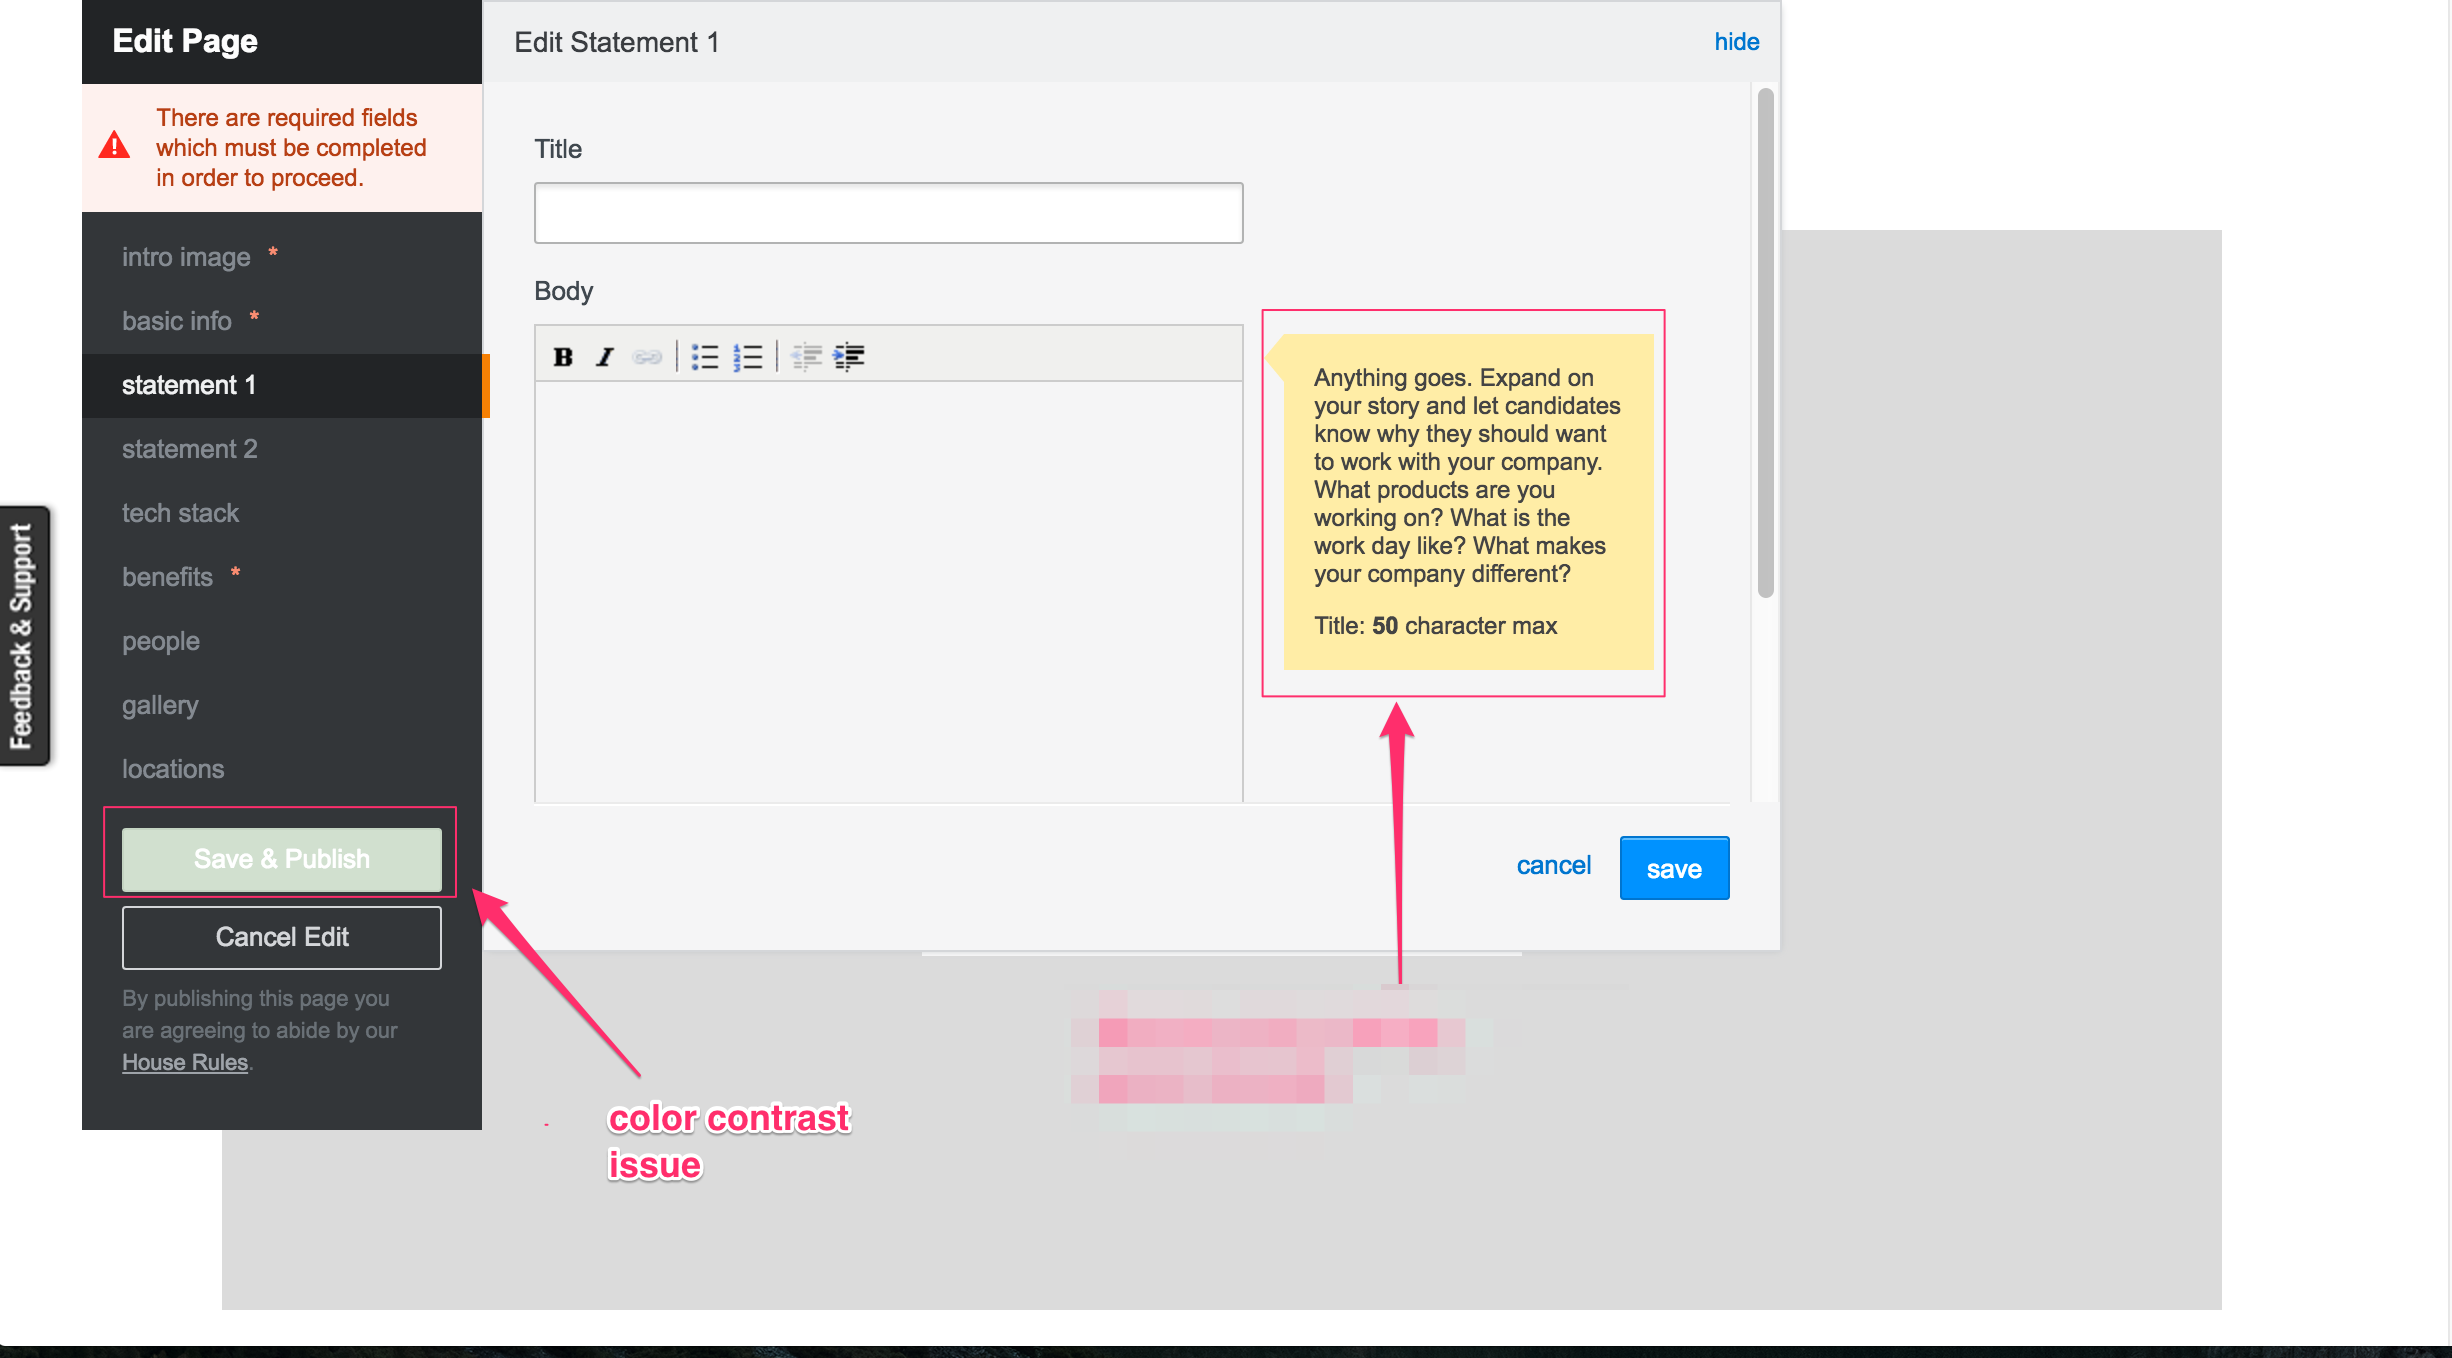 Edit Page
There are required fields
which must be completed
in order to proceed.
intro image *
basic info *
statement 1
statement 2
tech stack
benefits *
people
gallery
locations
Save & Publish
Cancel Edit
By publishing this page you
are agreeing to abide by our
House Rules.
Feedback & Support
Edit Statement 1
hide
Title
Body
B I
Anything goes. Expand on
your story and let candidates
know why they should want
to work with your company.
What products are you
working on? What is the
work day like? What makes
your company different?
Title: 50 character max
cancel
save
color contrast
issue